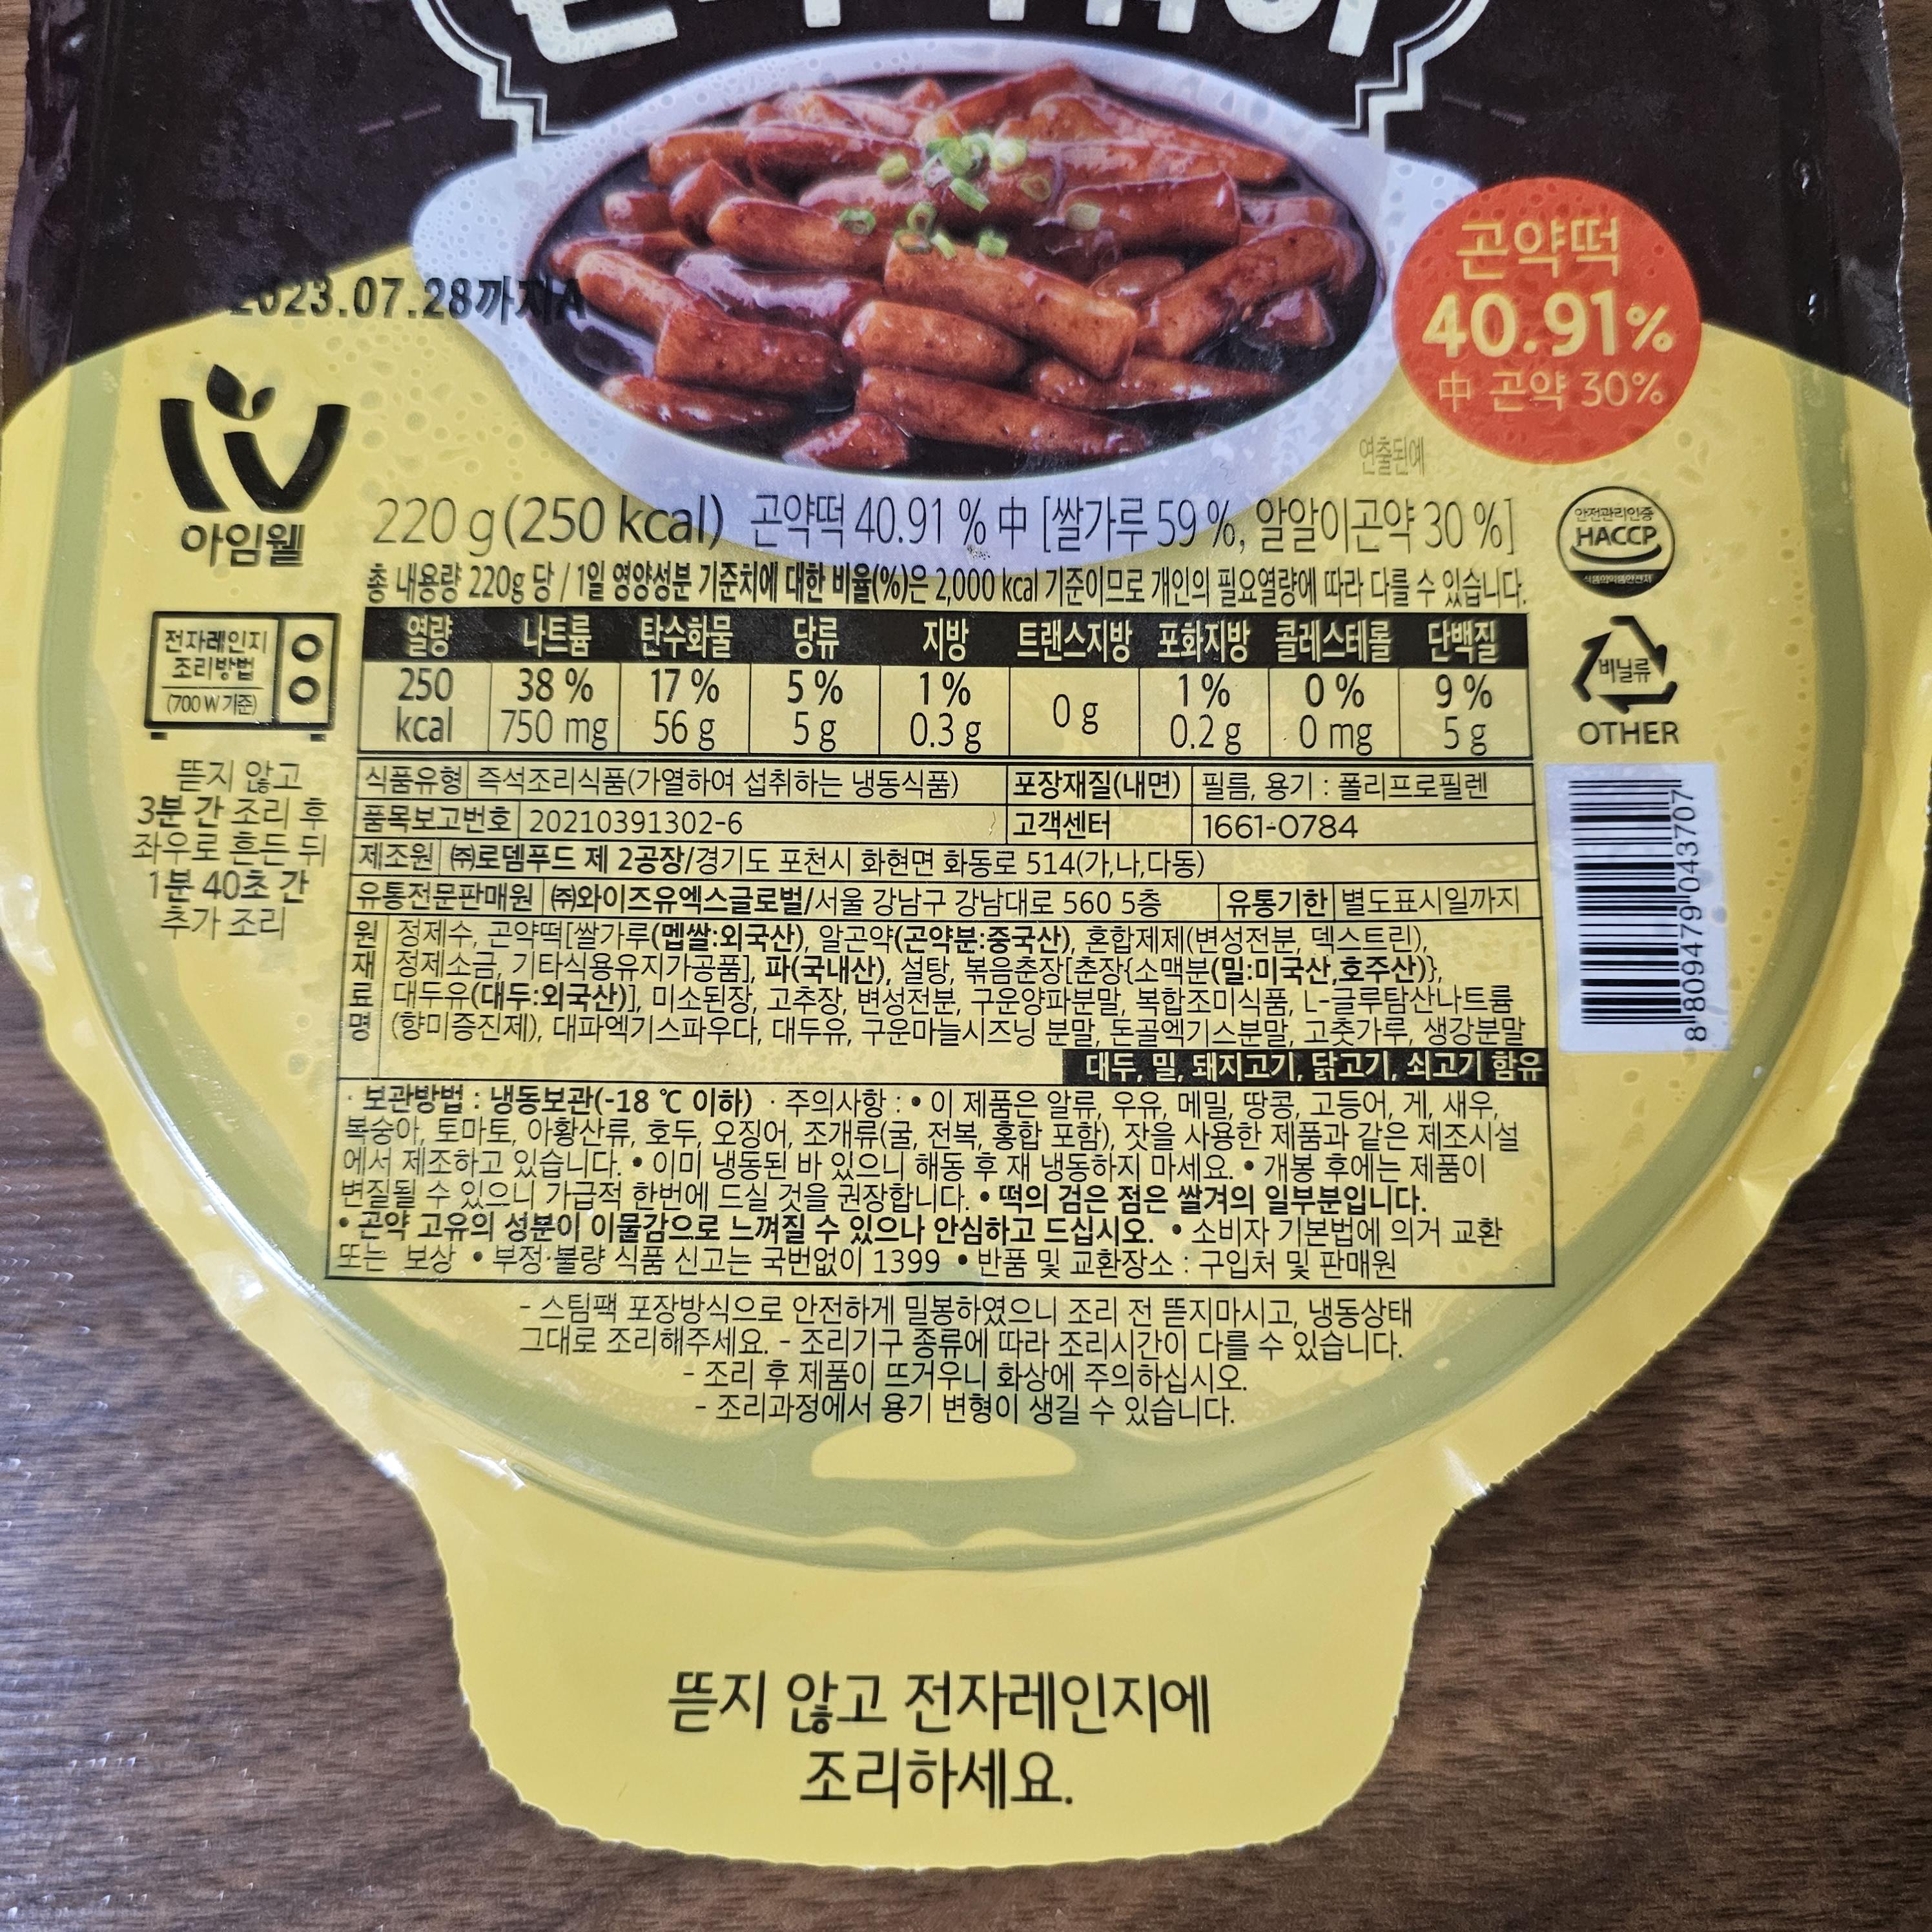 곤약떡
40.91%
中 곤약 30%
2023.07.28까지A
연출된예
아임웰
220 g (250 kcal) 곤약떡 40.91 % 中 [쌀가루 59 %, 알알이곤약 30 %]
안전관리인증
HACCP
총 내용량 220g 당 / 1일 영양성분 기준치에 대한 비율(%)은 2,000 kcal 기준이므로 개인의 필요열량에 따라 다를 수 있습니다.
열량 나트륨 탄수화물 당류 지방 트랜스지방 포화지방 콜레스테롤 단백질
250 38 % 17 % 5 % 1 % 0 g 1 % 0 % 9 %
kcal 750 mg 56 g 5 g 0.3 g 0.2 g 0 mg 5 g
전자레인지
조리방법
(700 W 기준)
뜯지 않고
3분 간 조리 후
좌우로 흔든 뒤
1분 40초 간
추가 조리
비닐류
OTHER
8 809479 043707
식품유형 즉석조리식품(가열하여 섭취하는 냉동식품) 포장재질(내면) 필름, 용기 : 폴리프로필렌
품목보고번호 20210391302-6 고객센터 1661-0784
제조원 ㈜로뎀푸드 제 2공장/경기도 포천시 화현면 화동로 514(가,나,다동)
유통전문판매원 ㈜와이즈유엑스글로벌/서울 강남구 강남대로 560 5층 유통기한 별도표시일까지
원재료명 정제수, 곤약떡[쌀가루(멥쌀:외국산), 알곤약(곤약분:중국산), 혼합제제(변성전분, 덱스트린),
정제소금, 기타식용유지가공품], 파(국내산), 설탕, 볶음춘장[춘장{소맥분(밀:미국산,호주산)},
대두유(대두:외국산)], 미소된장, 고추장, 변성전분, 구운양파분말, 복합조미식품, L-글루탐산나트륨
(향미증진제), 대파엑기스파우다, 대두유, 구운마늘시즈닝 분말, 돈골엑기스분말, 고춧가루, 생강분말
대두, 밀, 돼지고기, 닭고기, 쇠고기 함유
· 보관방법 : 냉동보관(-18 ℃ 이하) · 주의사항 : • 이 제품은 알류, 우유, 메밀, 땅콩, 고등어, 게, 새우,
복숭아, 토마토, 아황산류, 호두, 오징어, 조개류(굴, 전복, 홍합 포함), 잣을 사용한 제품과 같은 제조시설
에서 제조하고 있습니다. • 이미 냉동된 바 있으니 해동 후 재 냉동하지 마세요. • 개봉 후에는 제품이
변질될 수 있으니 가급적 한번에 드실 것을 권장합니다. • 떡의 검은 점은 쌀겨의 일부분입니다.
• 곤약 고유의 성분이 이물감으로 느껴질 수 있으나 안심하고 드십시오. • 소비자 기본법에 의거 교환
또는 보상 • 부정·불량 식품 신고는 국번없이 1399 • 반품 및 교환장소 : 구입처 및 판매원
- 스팀팩 포장방식으로 안전하게 밀봉하였으니 조리 전 뜯지마시고, 냉동상태
그대로 조리해주세요. - 조리기구 종류에 따라 조리시간이 다를 수 있습니다.
- 조리 후 제품이 뜨거우니 화상에 주의하십시오.
- 조리과정에서 용기 변형이 생길 수 있습니다.
뜯지 않고 전자레인지에
조리하세요.